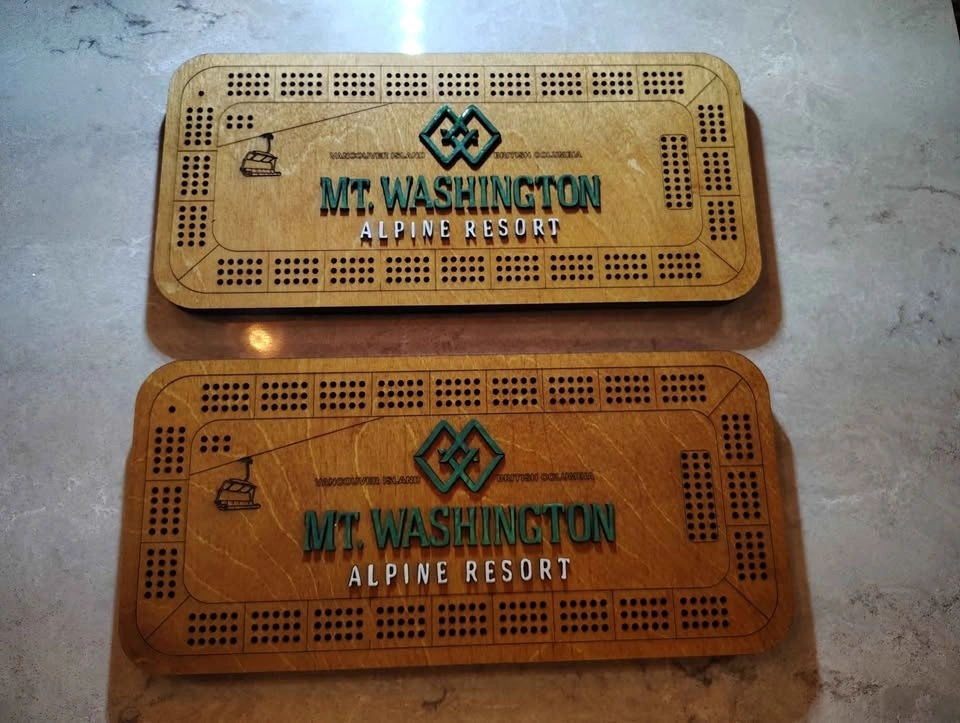 VANCOUVER ISLAND BRITISH COLUMBIA
MT. WASHINGTON
ALPINE RESORT
VANCOUVER ISLAND BRITISH COLUMBIA
MT. WASHINGTON
ALPINE RESORT